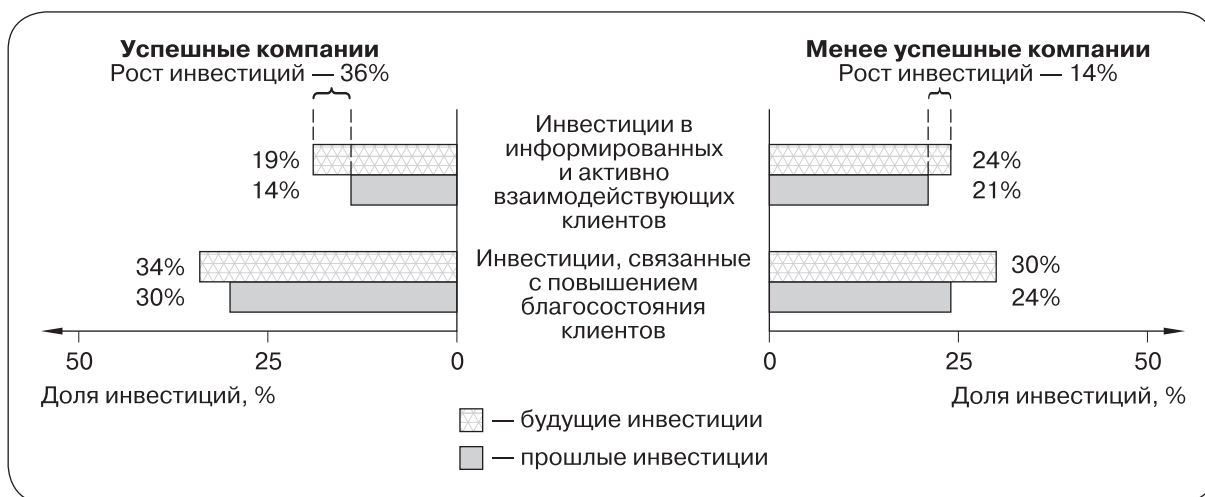 Успешные компании
Рост инвестиций — 36%
Менее успешные компании
Рост инвестиций — 14%
Инвестиции в
информированных
и активно
взаимодействующих
клиентов
19%
14%
24%
21%
Инвестиции, связанные
с повышением
благосостояния
клиентов
34%
30%
30%
24%
50 25 0
0 25 50
Доля инвестиций, %
Доля инвестиций, %
— будущие инвестиции
— прошлые инвестиции